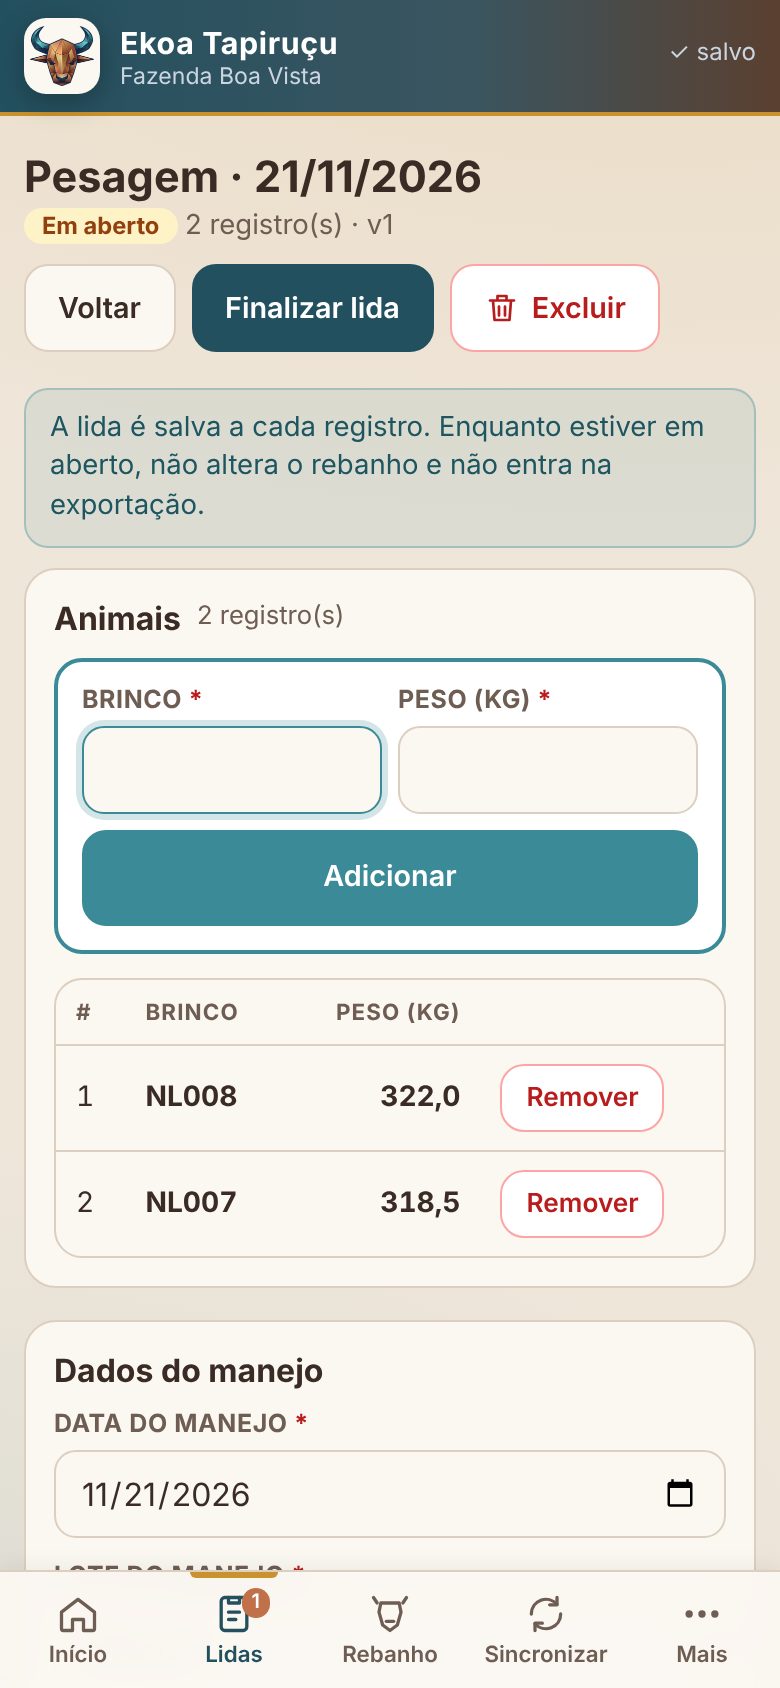 Ekoa Tapiruçu
Fazenda Boa Vista
✓ salvo
Pesagem · 21/11/2026
Em aberto 2 registro(s) · v1
Voltar
Finalizar lida
Excluir
A lida é salva a cada registro. Enquanto estiver em
aberto, não altera o rebanho e não entra na
exportação.
Animais 2 registro(s)
BRINCO * PESO (KG) *
Adicionar
# BRINCO PESO (KG)
1 NL008 322,0 Remover
2 NL007 318,5 Remover
Dados do manejo
DATA DO MANEJO *
11/21/2026
LOTE DO MANEJO *
1
Início
Lidas
Rebanho
Sincronizar
Mais